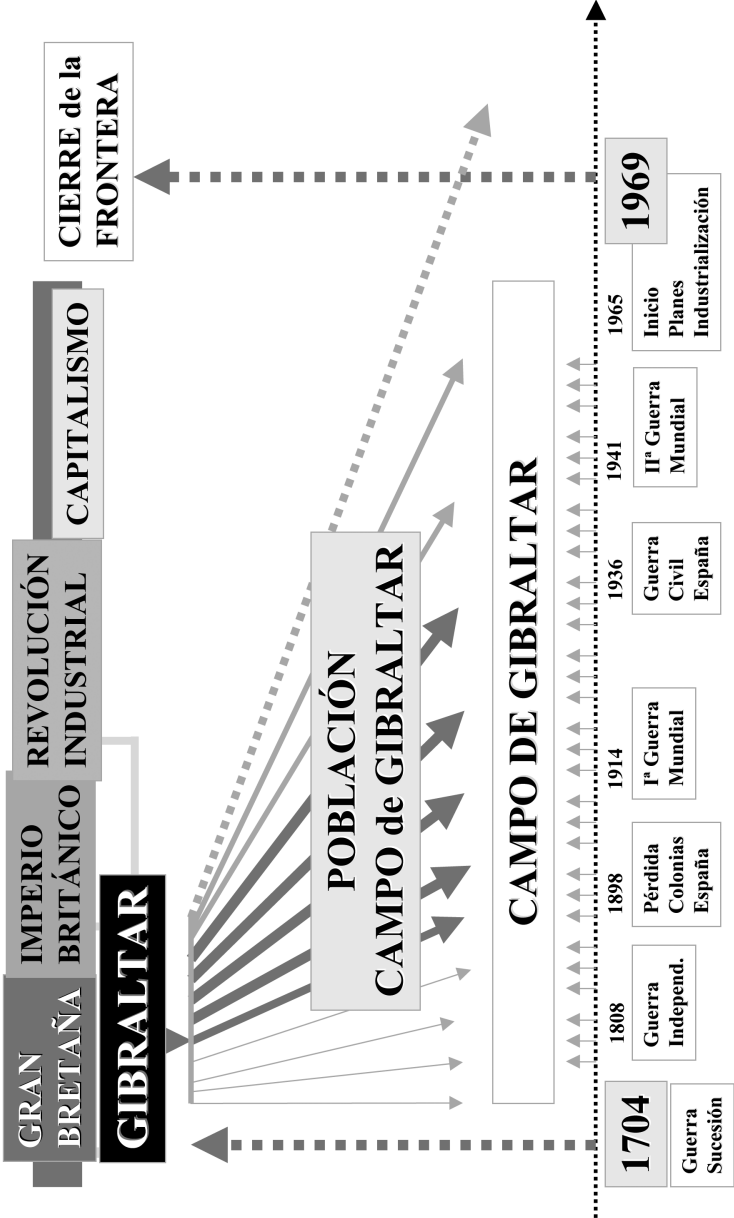 GRAN
BRETAÑA
IMPERIO
BRITÁNICO
REVOLUCIÓN
INDUSTRIAL
CAPITALISMO
CIERRE de la
FRONTERA
GIBRALTAR
POBLACIÓN
CAMPO de GIBRALTAR
CAMPO DE GIBRALTAR
1704
Guerra
Sucesión
1808
Guerra
Independ.
1898
Pérdida
Colonias
España
1914
Iª Guerra
Mundial
1936
Guerra
Civil
España
1941
IIª Guerra
Mundial
1965
Inicio
Planes
Industrialización
1969